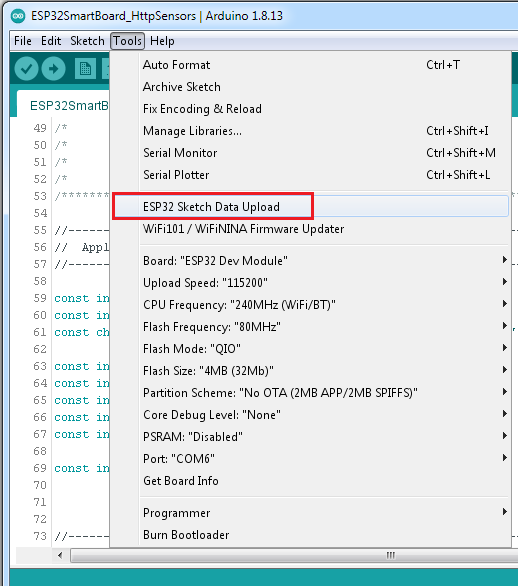 ESP32SmartBoard_HttpSensors | Arduino 1.8.13
File Edit Sketch Tools Help
Auto Format Ctrl+T
Archive Sketch
Fix Encoding & Reload
Manage Libraries... Ctrl+Shift+I
Serial Monitor Ctrl+Shift+M
Serial Plotter Ctrl+Shift+L
ESP32 Sketch Data Upload
WiFi101 / WiFiNINA Firmware Updater
Board: "ESP32 Dev Module"
Upload Speed: "115200"
CPU Frequency: "240MHz (WiFi/BT)"
Flash Frequency: "80MHz"
Flash Mode: "QIO"
Flash Size: "4MB (32Mb)"
Partition Scheme: "No OTA (2MB APP/2MB SPIFFS)"
Core Debug Level: "None"
PSRAM: "Disabled"
Port: "COM6"
Get Board Info
Programmer
Burn Bootloader
ESP32SmartBo
49 /*
50 /*
51 /*
52 /*
53 /********
54
55 //------
56 // Appl
57 //------
58
59 const in
60 const in
61 const ch
62
63 const in
64 const in
65 const in
66 const in
67 const in
68
69 const in
70
71
72
73 //------